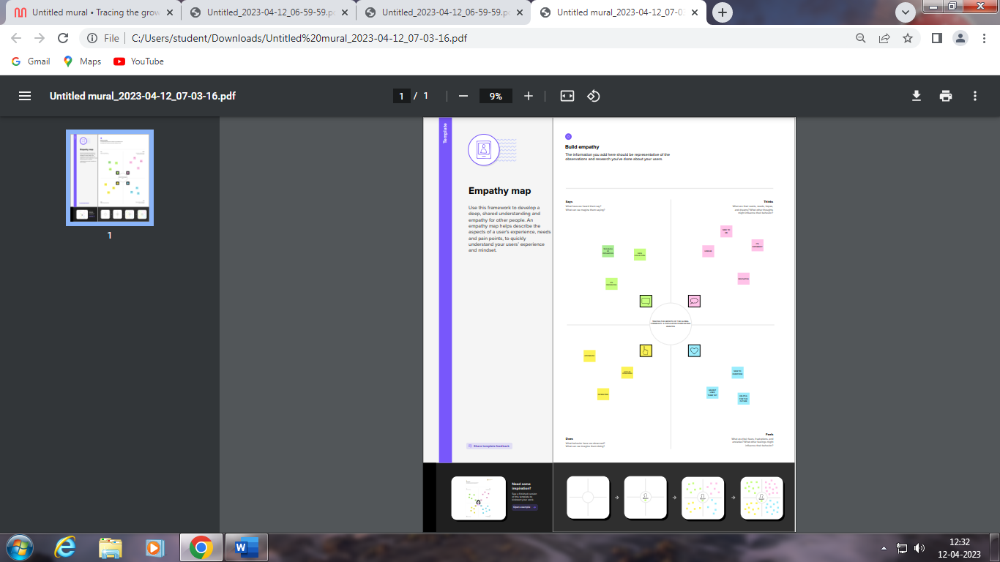 Untitled mural • Tracing the grow
Untitled_2023-04-12_06-59-59.p
Untitled_2023-04-12_06-59-59.p
Untitled mural_2023-04-12_07-0
File
C:/Users/student/Downloads/Untitled%20mural_2023-04-12_07-03-16.pdf
Gmail
Maps
YouTube
Untitled mural_2023-04-12_07-03-16.pdf
1 / 1
9%
1
Template
Empathy map
Use this framework to develop a
deep, shared understanding and
empathy for other people. An
empathy map helps describe the
aspects of a user's experience, needs
and pain points, to quickly
understand your users' experience
and mindset.
Share template feedback
Build empathy
The information you add here should be representative of the
observations and research you've done about your users.
Says
What have we heard them say?
What can we imagine them saying?
Thinks
What are their wants, needs, hopes,
and dreams? What other thoughts
might influence their behavior?
Does
What behavior have we observed?
What can we imagine them doing?
Feels
What are their fears, frustrations, and
anxieties? What other feelings might
influence their behavior?
Need some
inspiration?
See a finished version
of this template to
kickstart your work.
Open example
W
12:32
12-04-2023